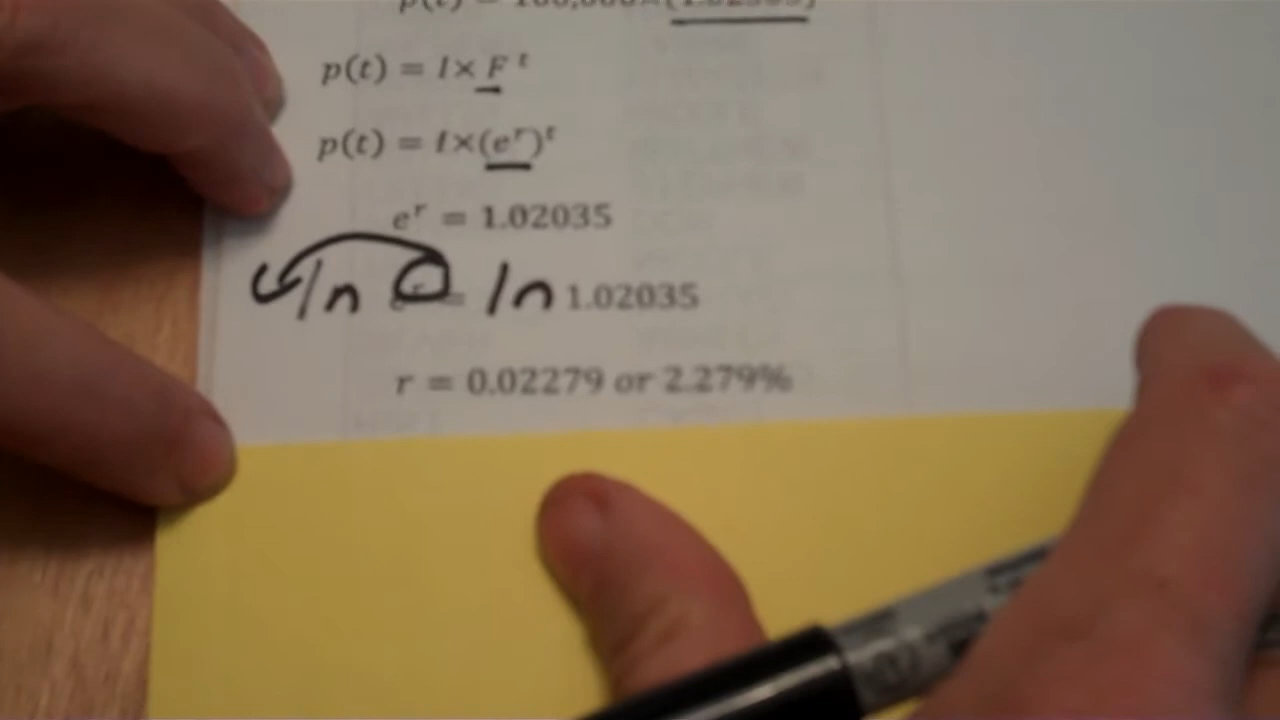 p(t) = I × F^t
p(t) = I × (e^r)^t
e^r = 1.02035
ln = ln 1.02035
r = 0.02279 or 2.279%